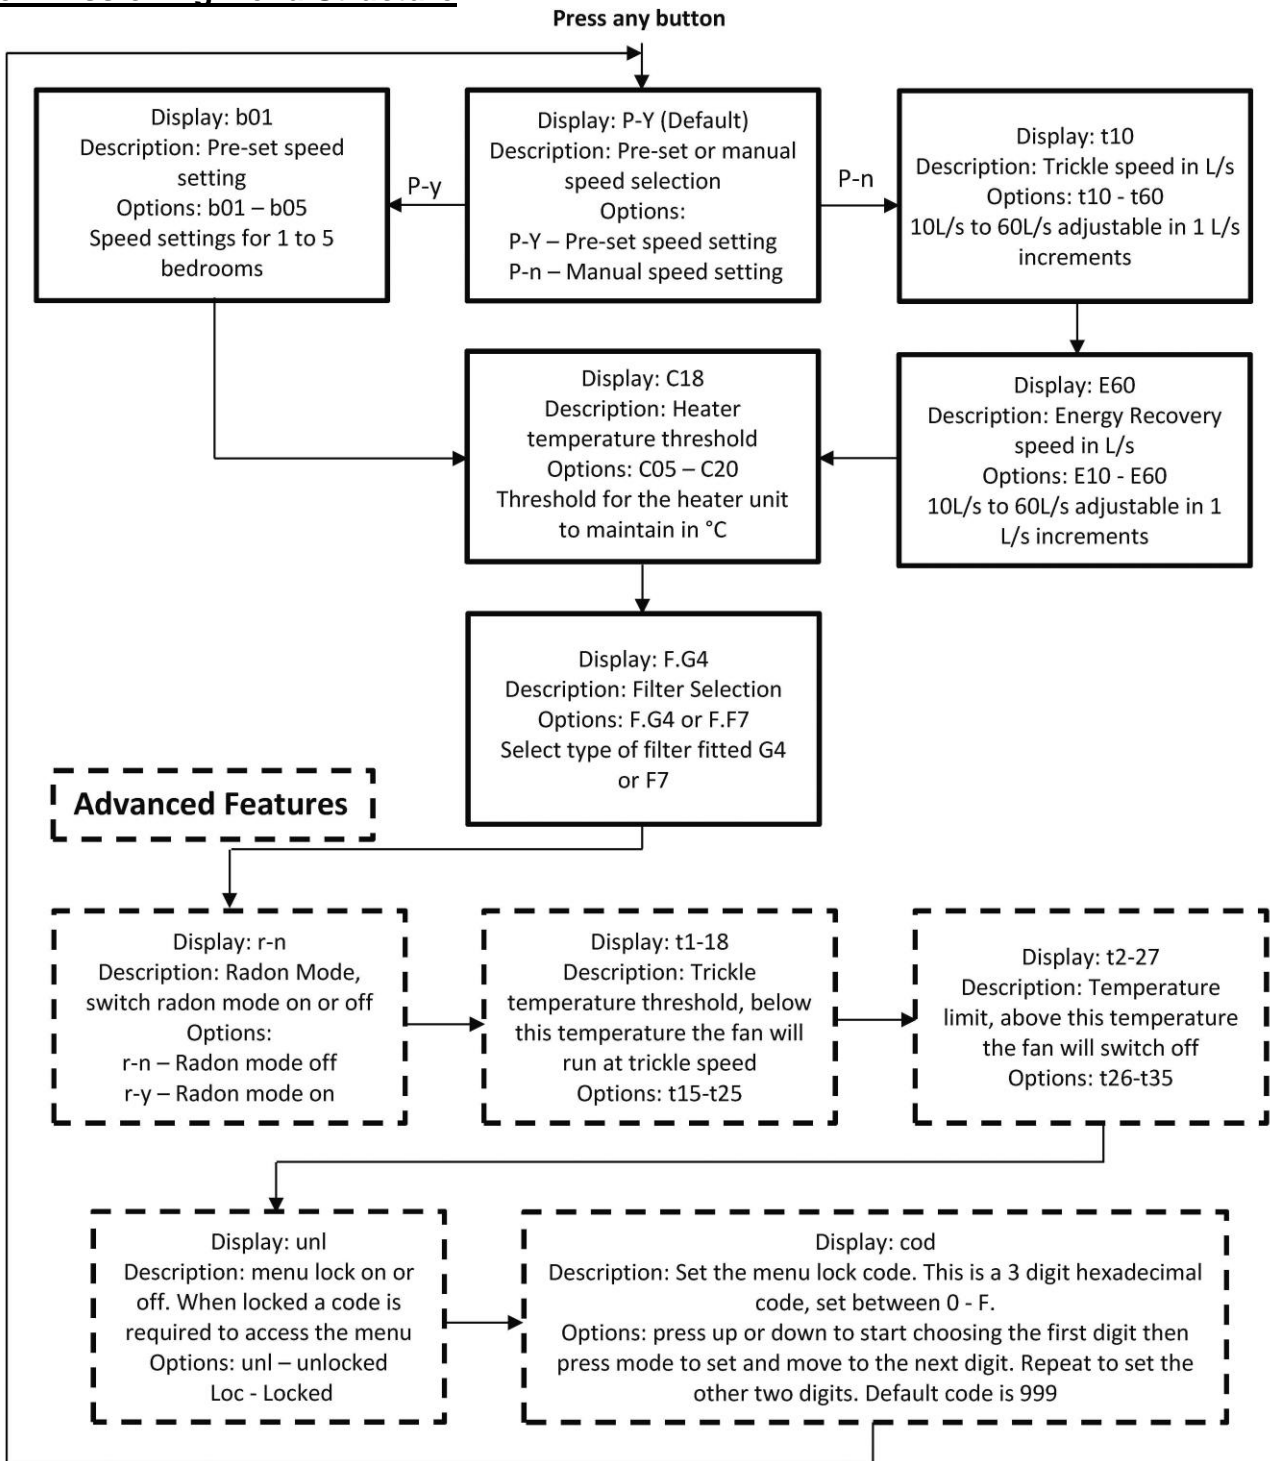 Press any button
Display: b01
Description: Pre-set speed
setting
Options: b01 – b05
Speed settings for 1 to 5
bedrooms
P-y
Display: P-Y (Default)
Description: Pre-set or manual
speed selection
Options:
P-Y – Pre-set speed setting
P-n – Manual speed setting
P-n
Display: t10
Description: Trickle speed in L/s
Options: t10 - t60
10L/s to 60L/s adjustable in 1 L/s
increments
Display: C18
Description: Heater
temperature threshold
Options: C05 – C20
Threshold for the heater unit
to maintain in °C
Display: E60
Description: Energy Recovery
speed in L/s
Options: E10 - E60
10L/s to 60L/s adjustable in 1
L/s increments
Display: F.G4
Description: Filter Selection
Options: F.G4 or F.F7
Select type of filter fitted G4
or F7
Advanced Features
Display: r-n
Description: Radon Mode,
switch radon mode on or off
Options:
r-n – Radon mode off
r-y – Radon mode on
Display: t1-18
Description: Trickle
temperature threshold, below
this temperature the fan will
run at trickle speed
Options: t15-t25
Display: t2-27
Description: Temperature
limit, above this temperature
the fan will switch off
Options: t26-t35
Display: unl
Description: menu lock on or
off. When locked a code is
required to access the menu
Options: unl – unlocked
Loc - Locked
Display: cod
Description: Set the menu lock code. This is a 3 digit hexadecimal
code, set between 0 - F.
Options: press up or down to start choosing the first digit then
press mode to set and move to the next digit. Repeat to set the
other two digits. Default code is 999